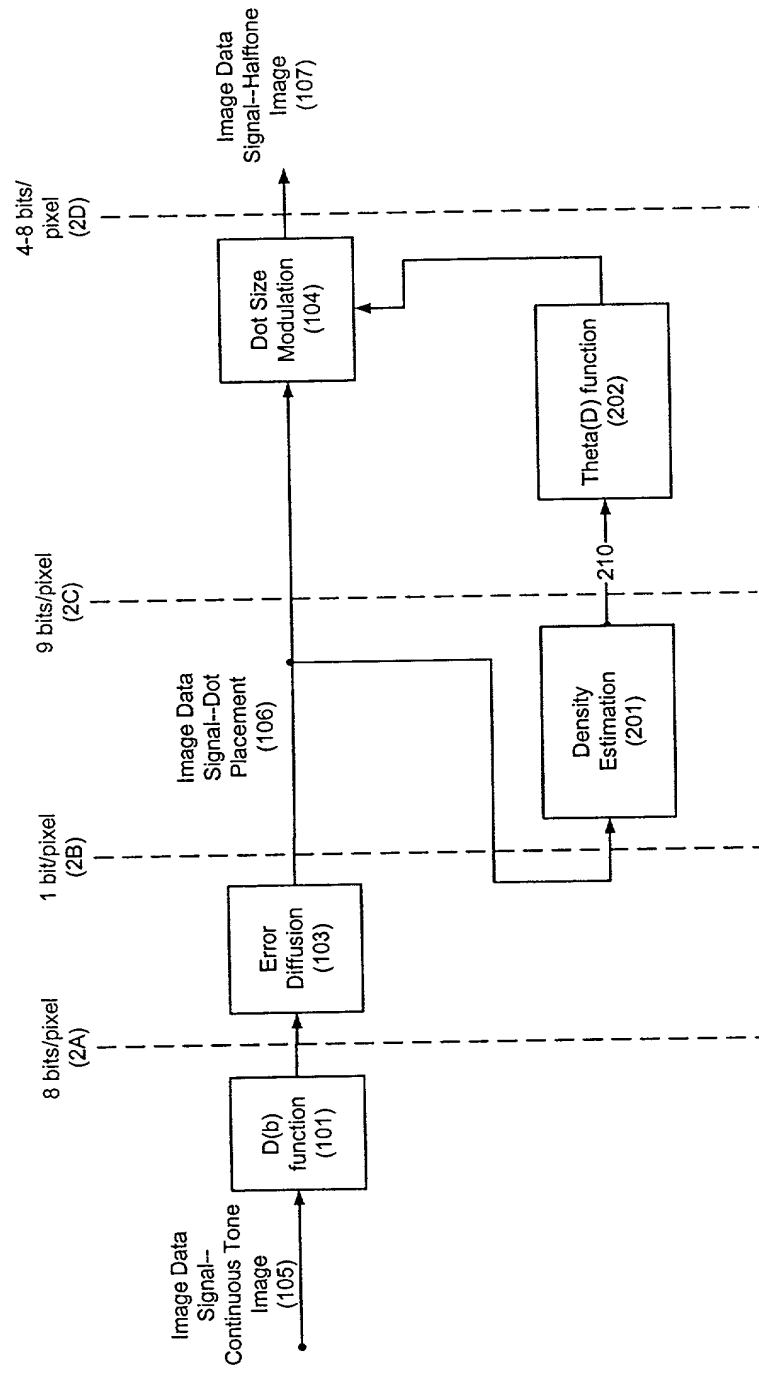 8 bits/pixel
(2A)
1 bit/pixel
(2B)
9 bits/pixel
(2C)
4-8 bits/
pixel
(2D)
Image Data
Signal--
Continuous Tone
Image
(105)
D(b)
function
(101)
Error
Diffusion
(103)
Image Data
Signal--Dot
Placement
(106)
Dot Size
Modulation
(104)
Image Data
Signal--Halftone
Image
(107)
Density
Estimation
(201)
210
Theta(D) function
(202)